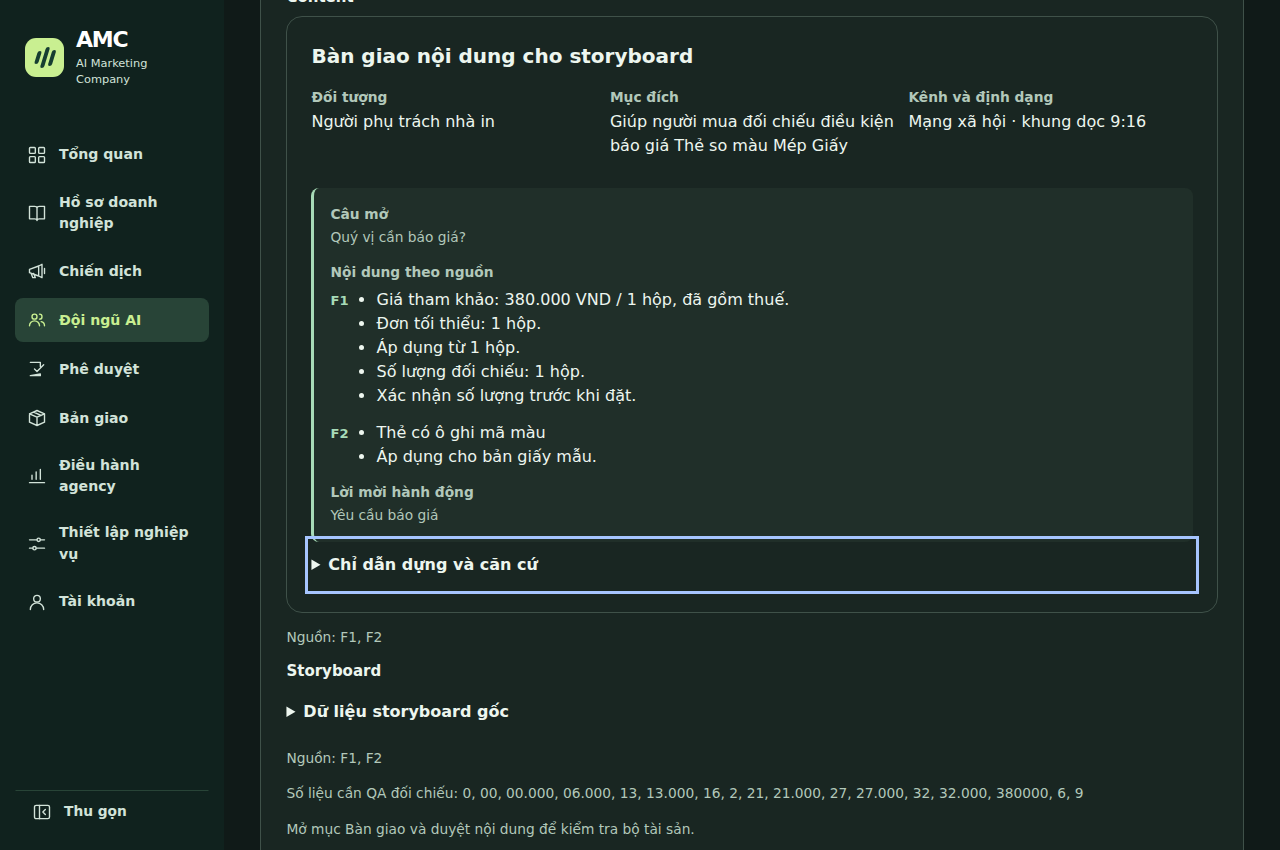 AMC
AI Marketing
Company
Tổng quan
Hồ sơ doanh
nghiệp
Chiến dịch
Đội ngũ AI
Phê duyệt
Bản giao
Điều hành
agency
Thiết lập nghiệp
vụ
Tài khoản
Thu gọn
Bàn giao nội dung cho storyboard
Đối tượng
Người phụ trách nhà in
Mục đích
Giúp người mua đối chiếu điều kiện
báo giá Thẻ so màu Mép Giấy
Kênh và định dạng
Mạng xã hội · khung dọc 9:16
Câu mở
Quý vị cần báo giá?
Nội dung theo nguồn
F1 • Giá tham khảo: 380.000 VND / 1 hộp, đã gồm thuế.
• Đơn tối thiểu: 1 hộp.
• Áp dụng từ 1 hộp.
• Số lượng đối chiếu: 1 hộp.
• Xác nhận số lượng trước khi đặt.
F2 • Thẻ có ô ghi mã màu
• Áp dụng cho bản giấy mẫu.
Lời mời hành động
Yêu cầu báo giá
Chỉ dẫn dựng và căn cứ
Nguồn: F1, F2
Storyboard
Dữ liệu storyboard gốc
Nguồn: F1, F2
Số liệu cần QA đối chiếu: 0, 00, 00.000, 06.000, 13, 13.000, 16, 2, 21, 21.000, 27, 27.000, 32, 32.000, 380000, 6, 9
Mở mục Bàn giao và duyệt nội dung để kiểm tra bộ tài sản.